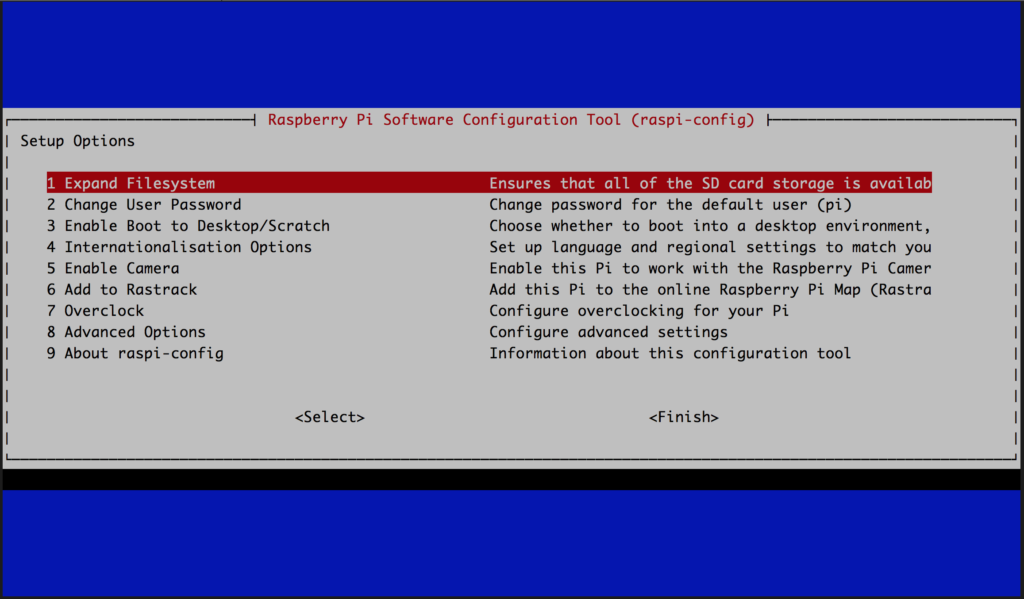 Raspberry Pi Software Configuration Tool (raspi-config)
Setup Options
1 Expand Filesystem Ensures that all of the SD card storage is availab
2 Change User Password Change password for the default user (pi)
3 Enable Boot to Desktop/Scratch Choose whether to boot into a desktop environment,
4 Internationalisation Options Set up language and regional settings to match you
5 Enable Camera Enable this Pi to work with the Raspberry Pi Camer
6 Add to Rastrack Add this Pi to the online Raspberry Pi Map (Rastra
7 Overclock Configure overclocking for your Pi
8 Advanced Options Configure advanced settings
9 About raspi-config Information about this configuration tool
<Select> <Finish>